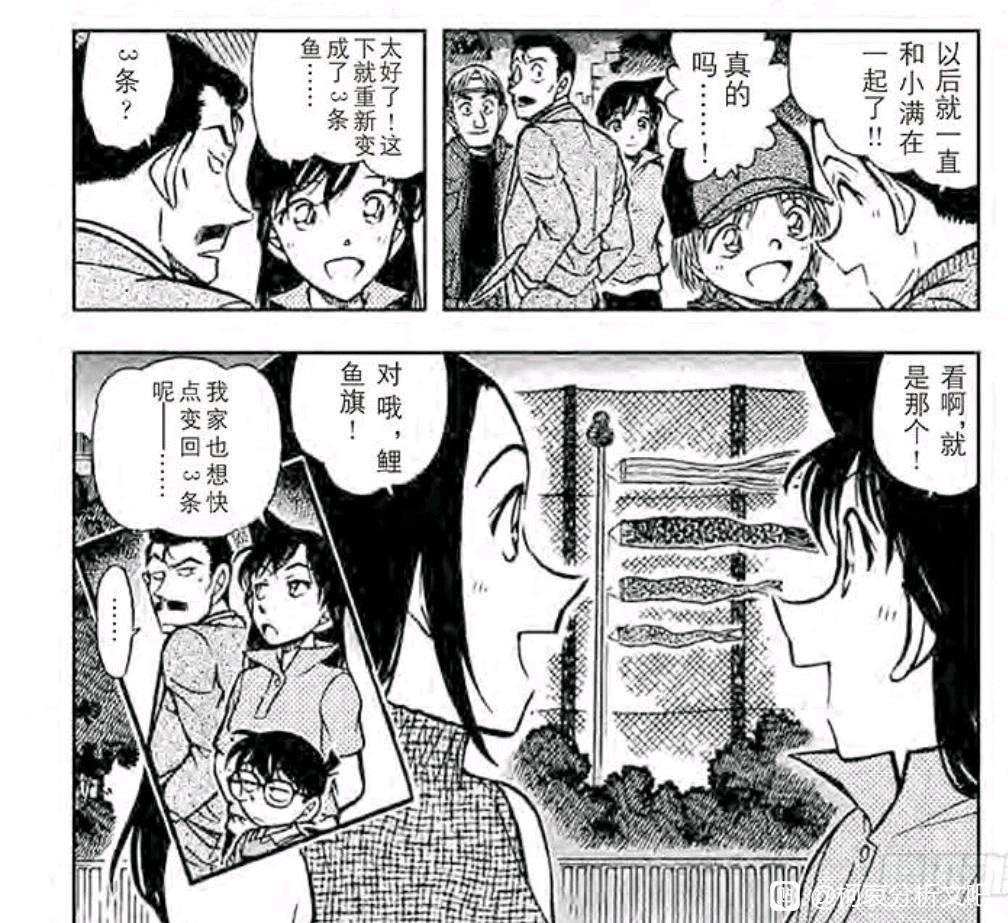 以后就一直
和小满在
一起了!!
真的
吗……!
太好了！这
下就重新变
成了3条
鱼……
3条?
看啊,就
是那个!
对哦，鲤
鱼旗！
我家也想快
点变回3条
呢——……
……
@柯哀分析文吧